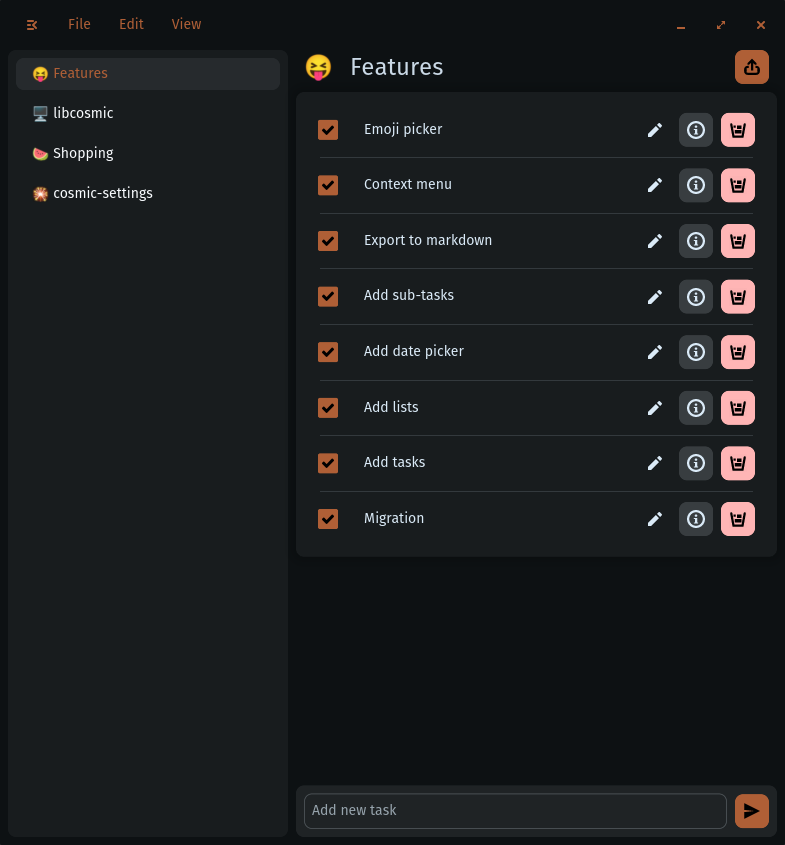 File Edit View
Features
libcosmic
Shopping
cosmic-settings
Features
Emoji picker
Context menu
Export to markdown
Add sub-tasks
Add date picker
Add lists
Add tasks
Migration
Add new task